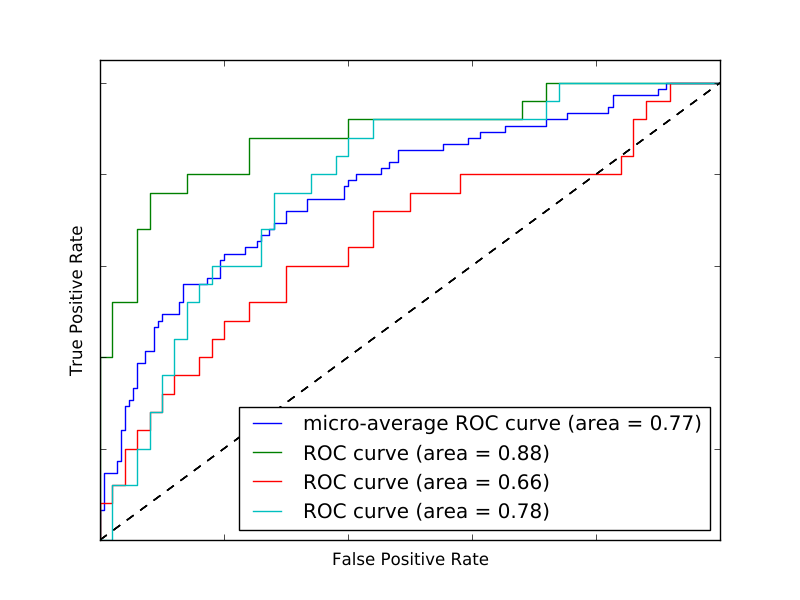 True Positive Rate
micro-average ROC curve (area = 0.77)
ROC curve (area = 0.88)
ROC curve (area = 0.66)
ROC curve (area = 0.78)
False Positive Rate